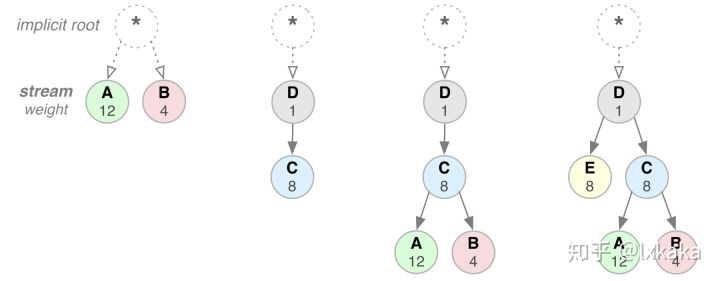 implicit root * * * *
stream A B D D D
weight 12 4 1 1 1
C C E C
8 8 8 8
A B A B
12 4 12 4
知乎 @lxkaka